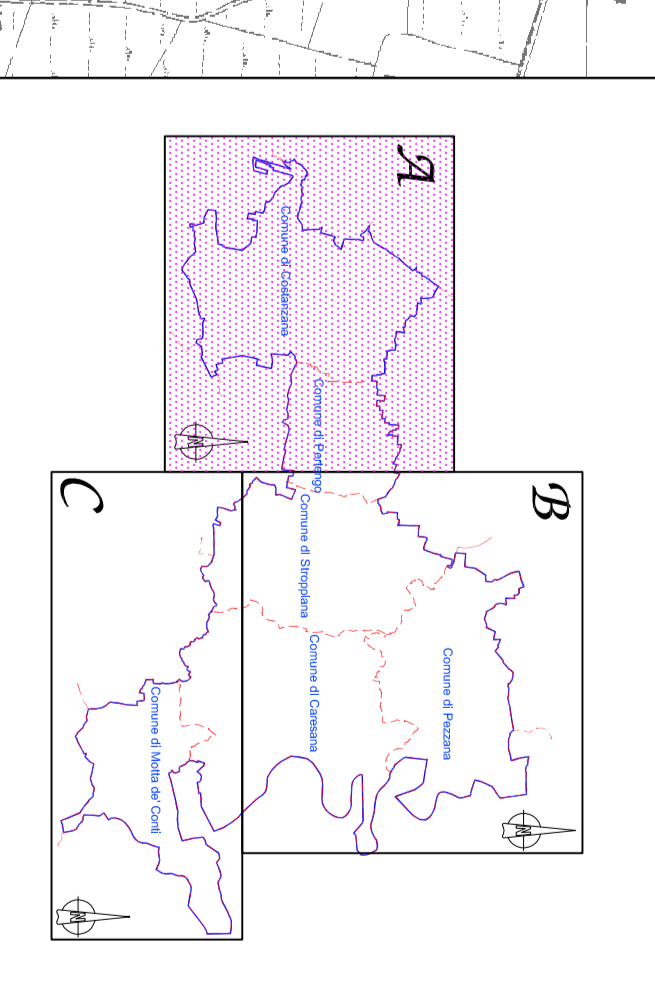 A
Comune di Costanzana
Comune di Pertengo
N
B
Comune di Stroppiana
Comune di Caresana
Comune di Pezzana
N
C
Comune di Motta de' Conti
N